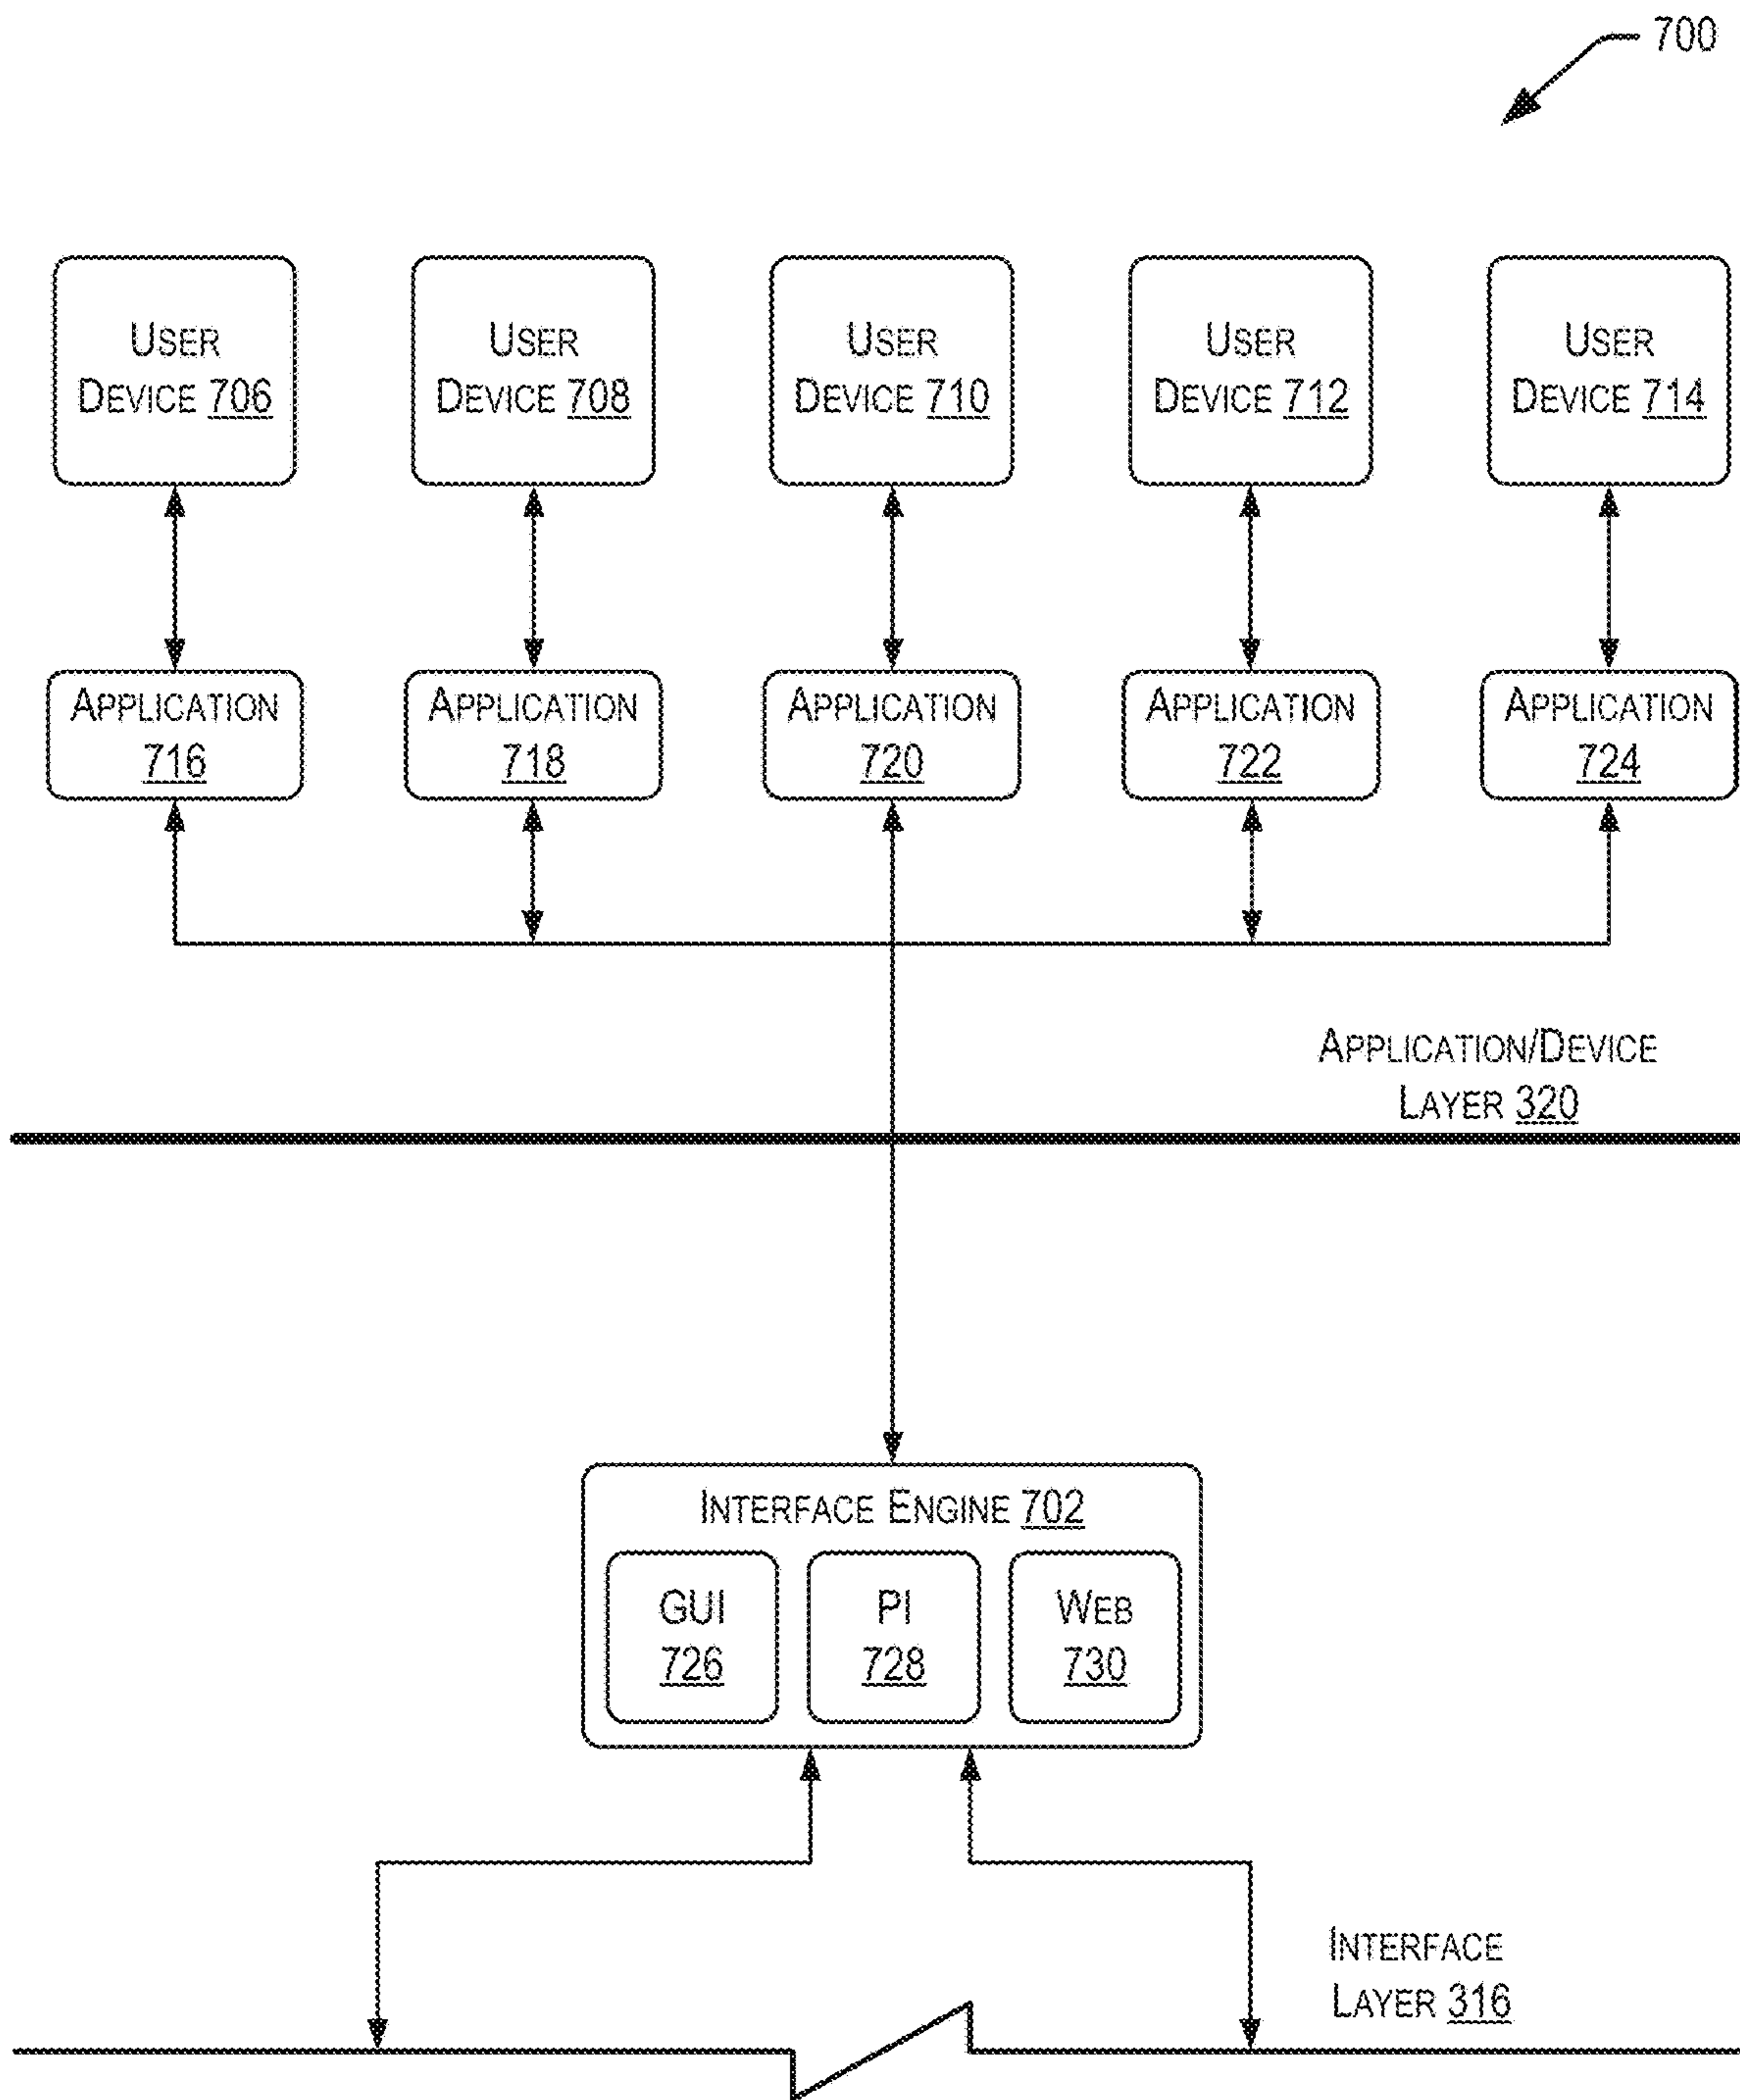 700
USER
DEVICE 706
USER
DEVICE 708
USER
DEVICE 710
USER
DEVICE 712
USER
DEVICE 714
APPLICATION
716
APPLICATION
718
APPLICATION
720
APPLICATION
722
APPLICATION
724
APPLICATION/DEVICE
LAYER 320
INTERFACE ENGINE 702
GUI
726
PI
728
WEB
730
INTERFACE
LAYER 316